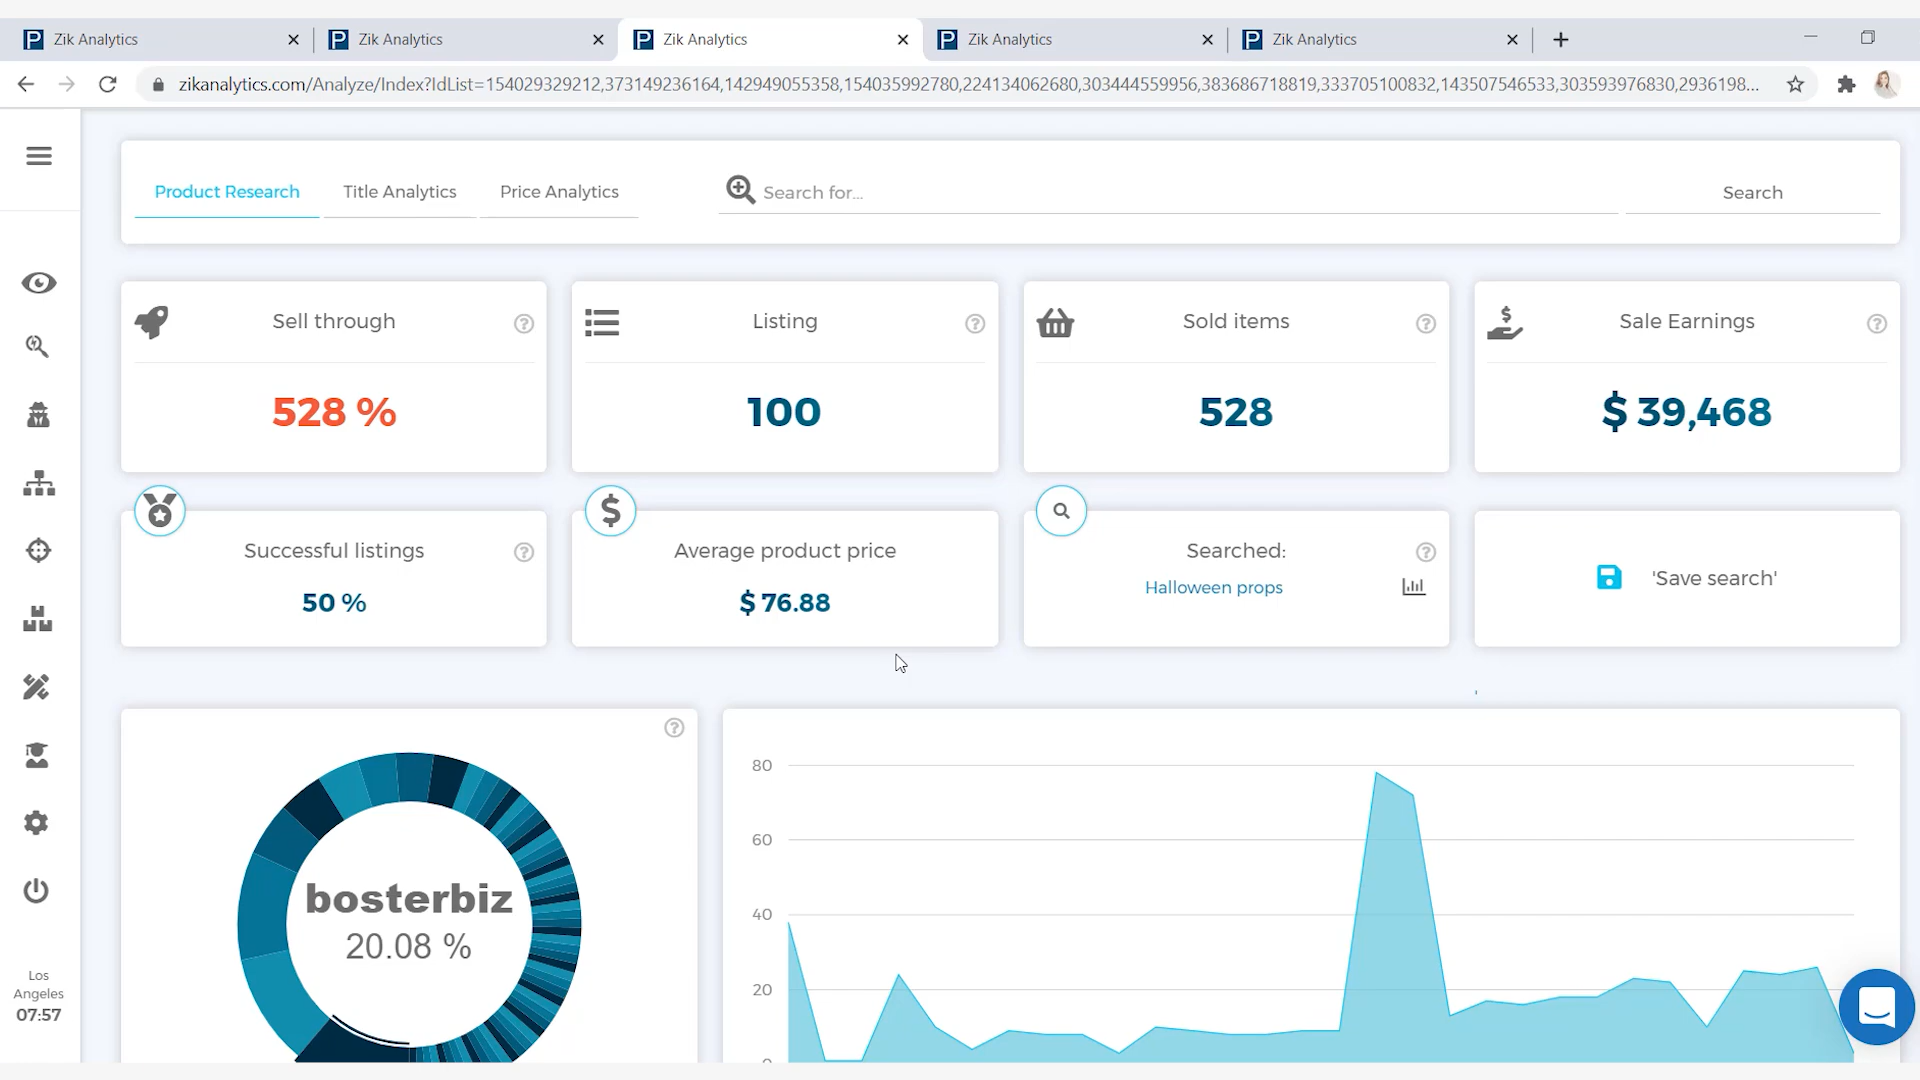 Zik Analytics
Zik Analytics
Zik Analytics
Zik Analytics
Zik Analytics
zikanalytics.com/Analyze/Index?IdList=154029329212,373149236164,142949055358,154035992780,224134062680,303444559956,383686718819,333705100832,143507546533,303593976830,2936198...
Product Research
Title Analytics
Price Analytics
Search for...
Search
Sell through
Listing
Sold items
Sale Earnings
528 %
100
528
$ 39,468
Successful listings
Average product price
Searched:
50 %
$ 76.88
Halloween props
'Save search'
80
60
40
20
0
bosterbiz
20.08 %
Los
Angeles
07:57